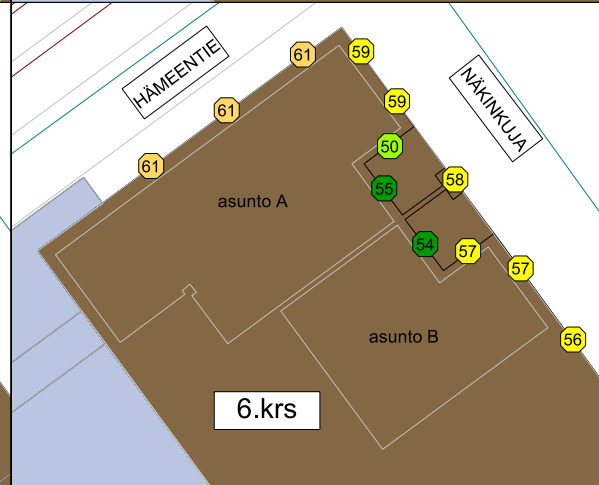 HÄMEENTIE
61
59
NÄKINKUJA
61
59
50
61
58
55
asunto A
54
57
57
asunto B
56
6.krs